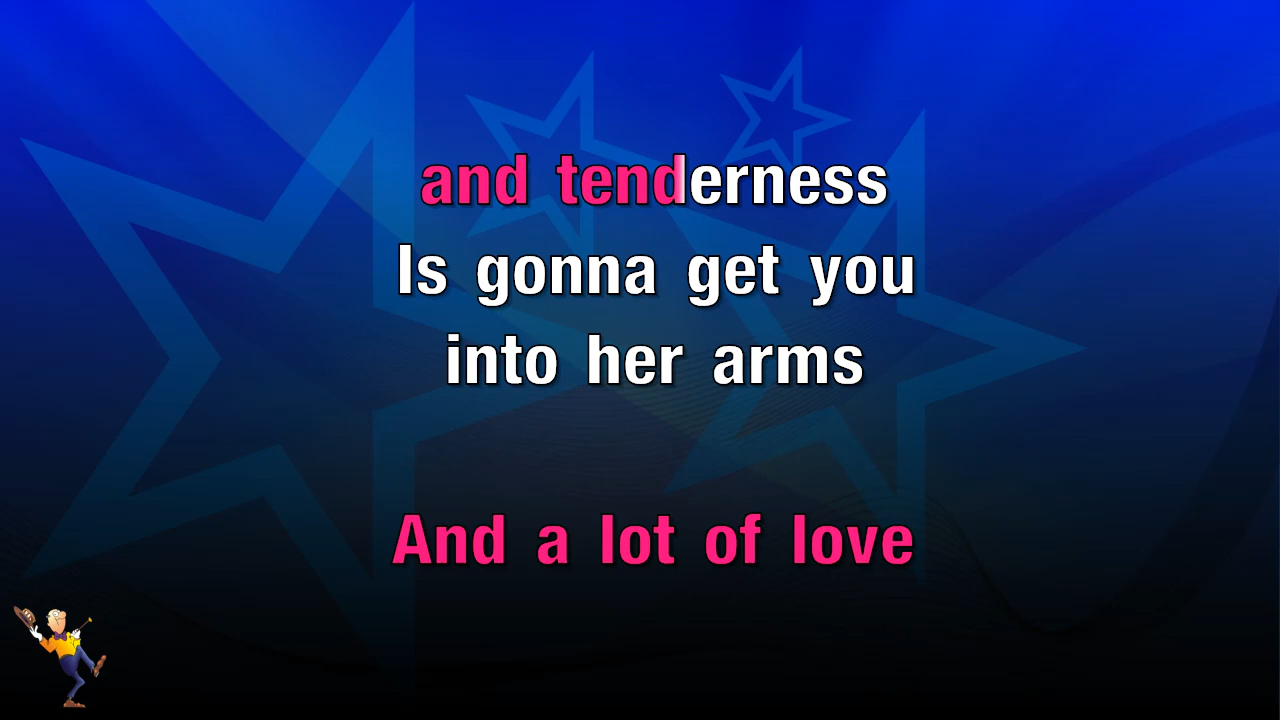 and tenderness
Is gonna get you
into her arms
And a lot of love